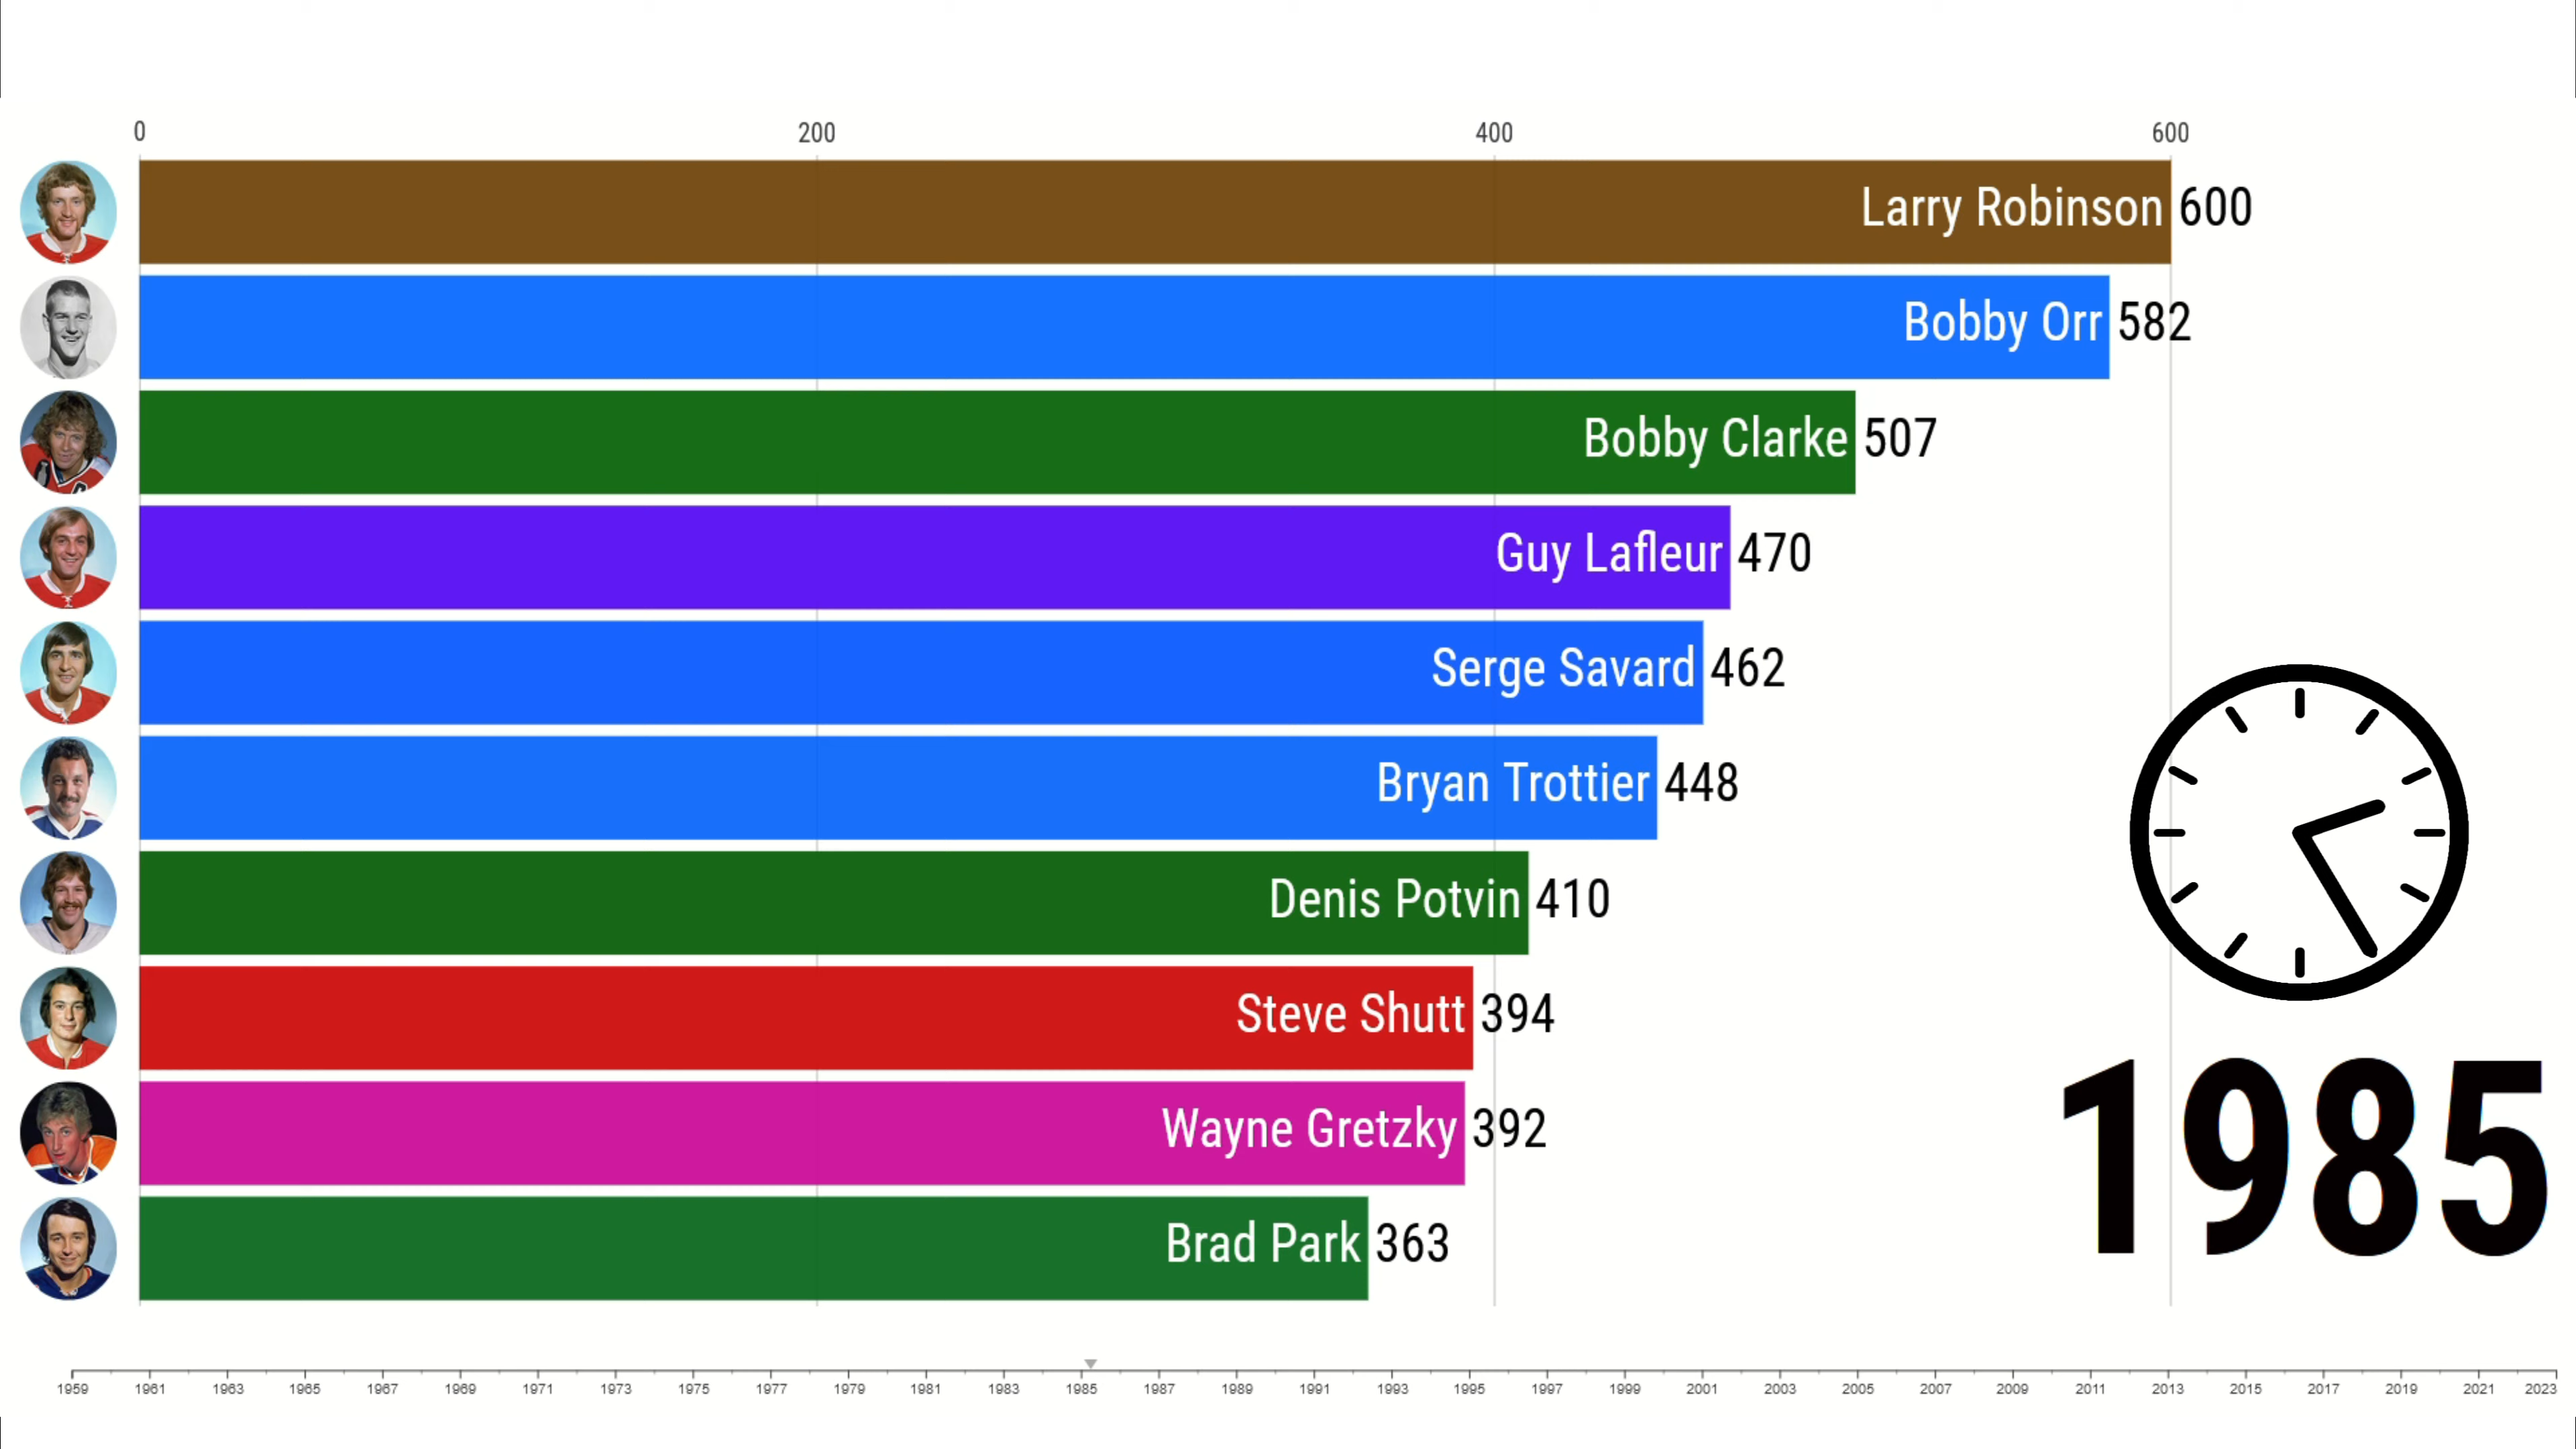 0 200 400 600
Larry Robinson 600
Bobby Orr 582
Bobby Clarke 507
Guy Lafleur 470
Serge Savard 462
Bryan Trottier 448
Denis Potvin 410
Steve Shutt 394
Wayne Gretzky 392
Brad Park 363
1985
1959 1961 1963 1965 1967 1969 1971 1973 1975 1977 1979 1981 1983 1985 1987 1989 1991 1993 1995 1997 1999 2001 2003 2005 2007 2009 2011 2013 2015 2017 2019 2021 2023